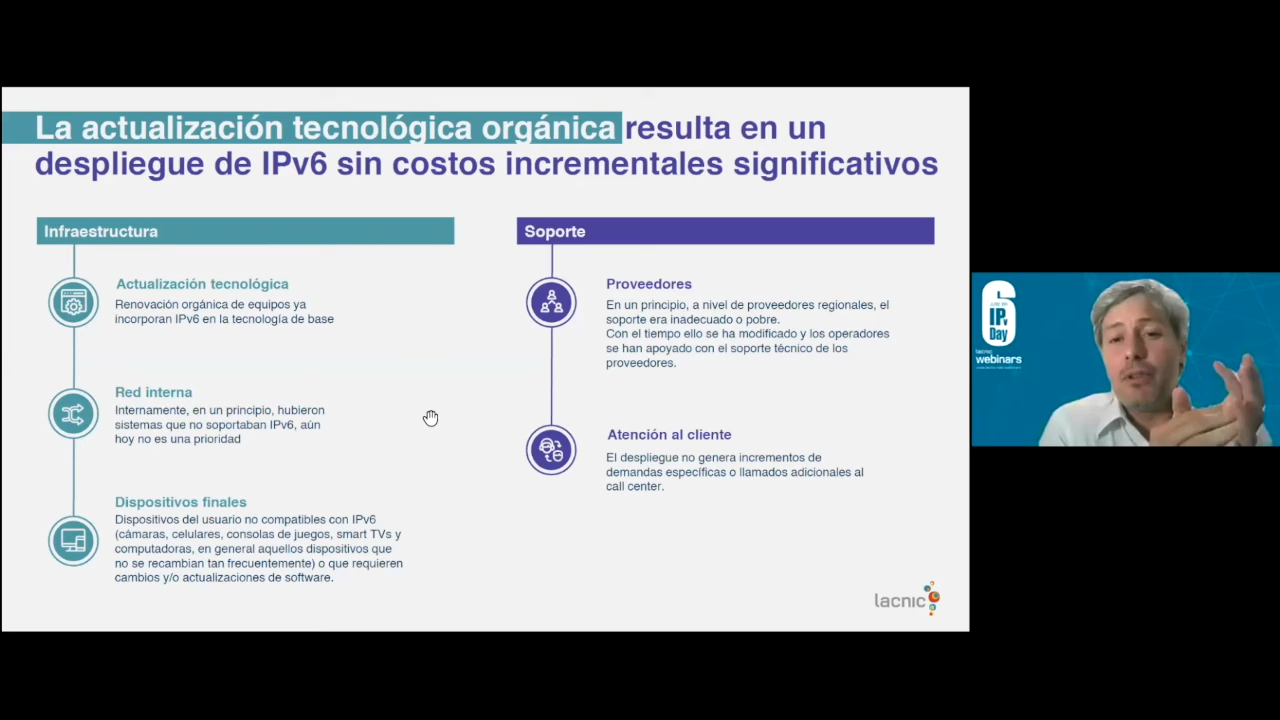 La actualización tecnológica orgánica resulta en un
despliegue de IPv6 sin costos incrementales significativos
Infraestructura
Actualización tecnológica
Renovación orgánica de equipos ya
incorporan IPv6 en la tecnología de base
Red interna
Internamente, en un principio, hubieron
sistemas que no soportaban IPv6, aún
hoy no es una prioridad
Dispositivos finales
Dispositivos del usuario no compatibles con IPv6
(cámaras, celulares, consolas de juegos, smart TVs y
computadoras, en general aquellos dispositivos que
no se recambian tan frecuentemente) o que requieren
cambios y/o actualizaciones de software.
Soporte
Proveedores
En un principio, a nivel de proveedores regionales, el
soporte era inadecuado o pobre.
Con el tiempo ello se ha modificado y los operadores
se han apoyado con el soporte técnico de los
proveedores.
Atención al cliente
El despliegue no genera incrementos de
demandas específicas o llamados adicionales al
call center.
lacnic
6
IPv
Day
webinars